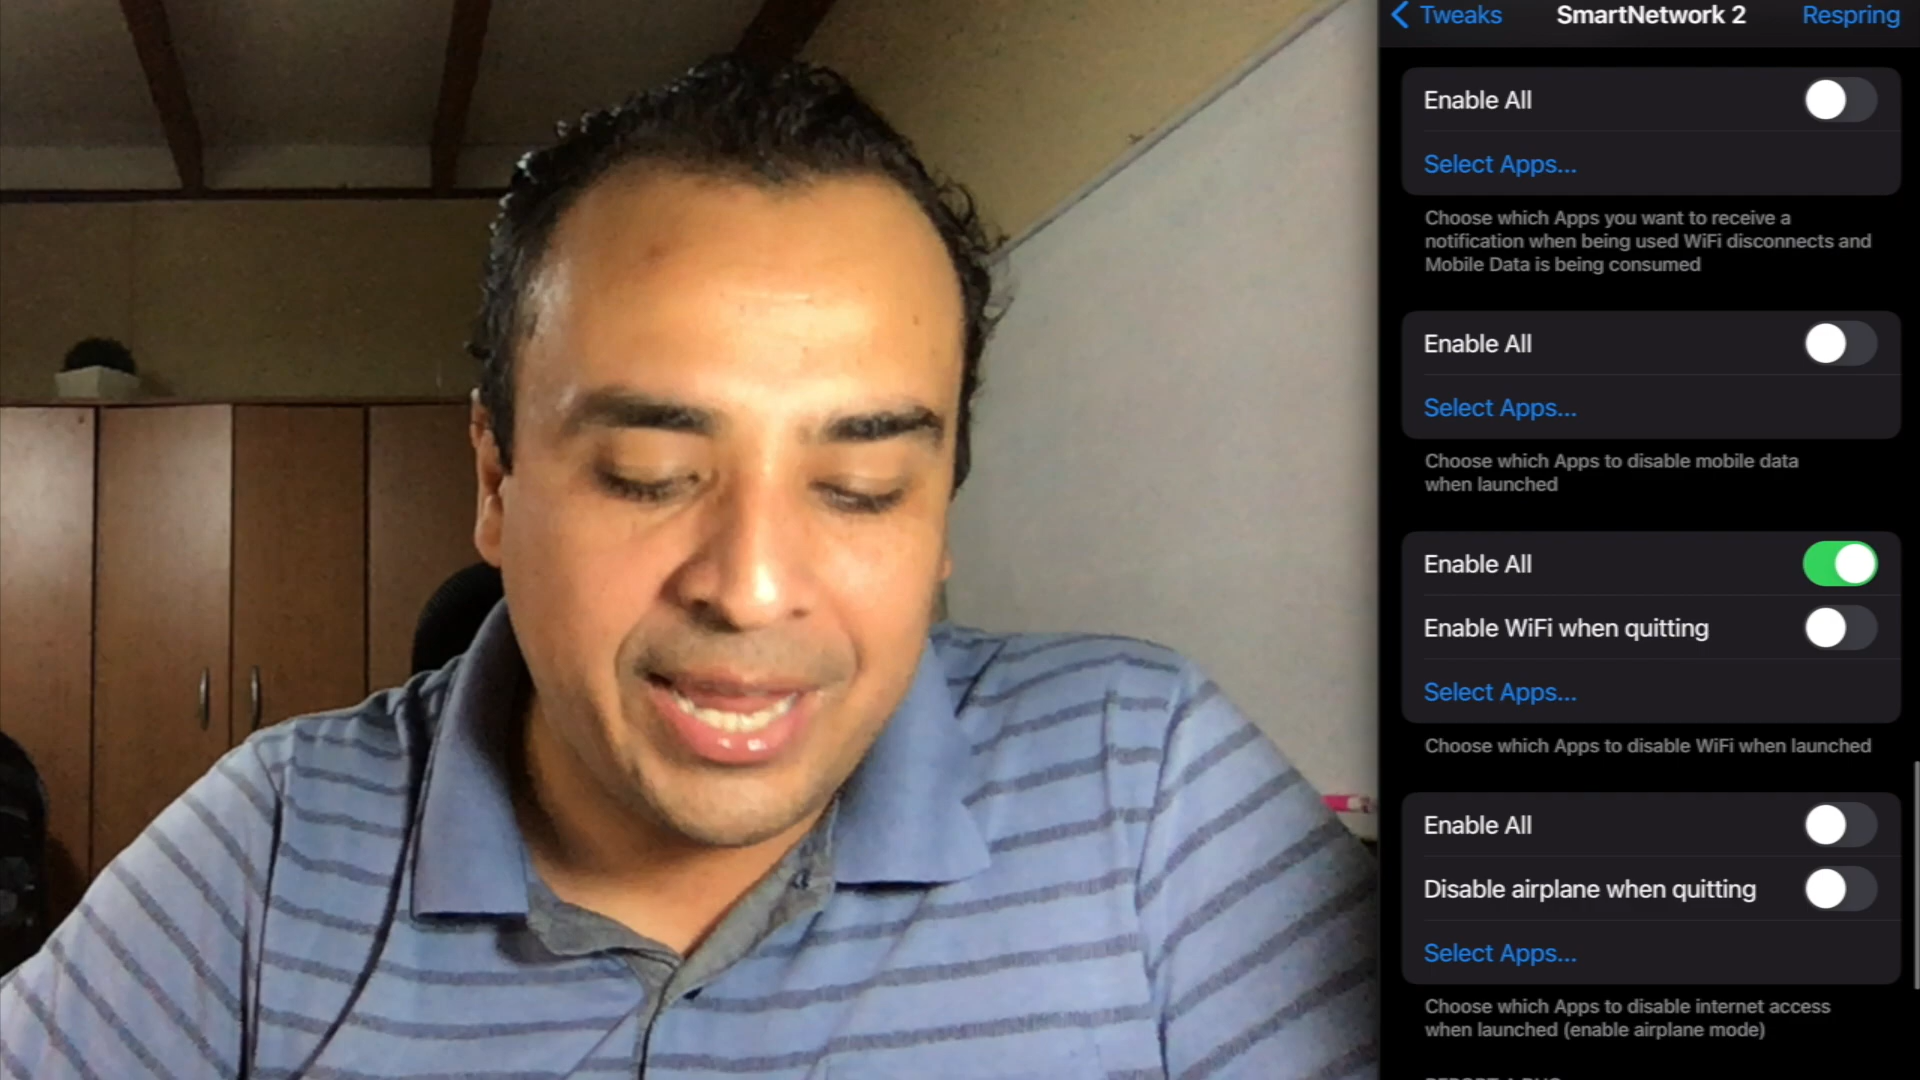 Tweaks SmartNetwork 2 Respring
Enable All
Select Apps...
Choose which Apps you want to receive a
notification when being used WiFi disconnects and
Mobile Data is being consumed
Enable All
Select Apps...
Choose which Apps to disable mobile data
when launched
Enable All
Enable WiFi when quitting
Select Apps...
Choose which Apps to disable WiFi when launched
Enable All
Disable airplane when quitting
Select Apps...
Choose which Apps to disable internet access
when launched (enable airplane mode)